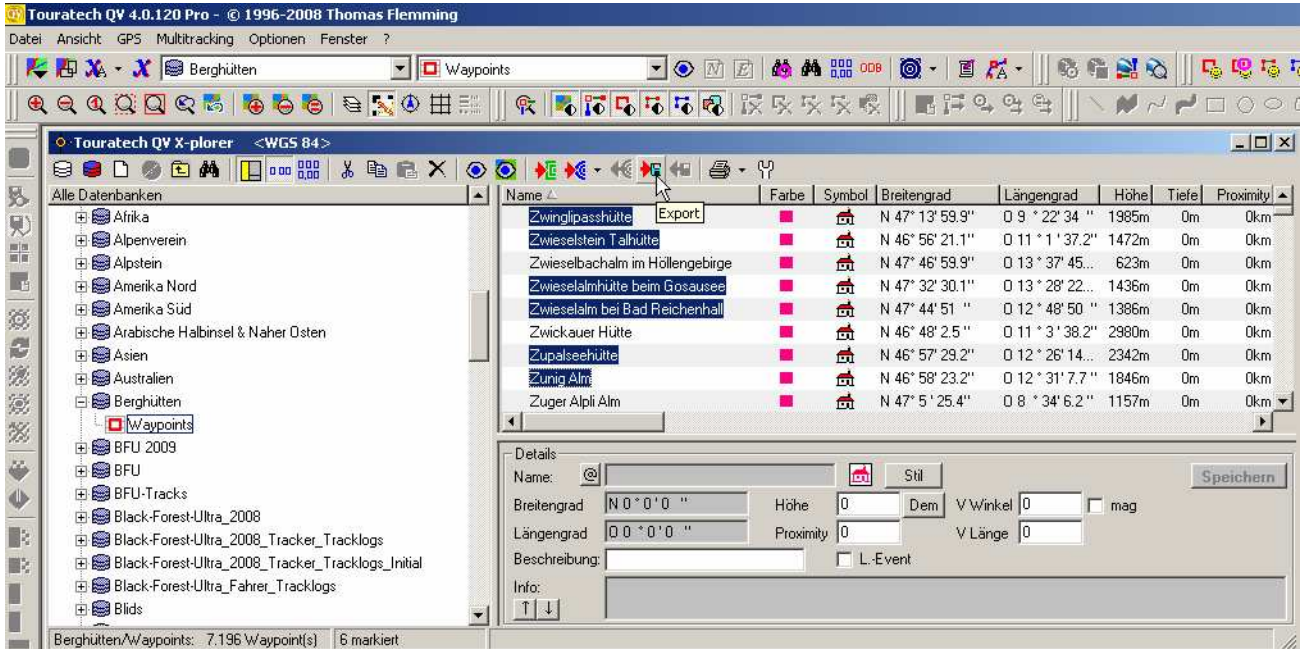 Touratech QV 4.0.120 Pro - © 1996-2008 Thomas Flemming
Datei Ansicht GPS Multitracking Optionen Fenster ?
Berghütten Waypoints
Touratech QV X-plorer <WGS 84>
Alle Datenbanken
Afrika
Alpenverein
Alpstein
Amerika Nord
Amerika Süd
Arabische Halbinsel & Naher Osten
Asien
Australien
Berghütten
Waypoints
BFU 2009
BFU
BFU-Tracks
Black-Forest-Ultra_2008
Black-Forest-Ultra_2008_Tracker_Tracklogs
Black-Forest-Ultra_2008_Tracker_Tracklogs_Initial
Black-Forest-Ultra_Fahrer_Tracklogs
Blids
Name Farbe Symbol Breitengrad Längengrad Höhe Tiefe Proximity
Export
Zwinglipasshütte N 47° 13' 59.9'' O 9 ° 22' 34 '' 1985m 0m 0km
Zwieselstein Talhütte N 46° 56' 21.1'' O 11 ° 1 ' 37.2'' 1472m 0m 0km
Zwieselbachalm im Höllengebirge N 47° 46' 59.9'' O 13 ° 37' 45... 623m 0m 0km
Zwieselalmhütte beim Gosausee N 47° 32' 30.1'' O 13 ° 28' 22... 1436m 0m 0km
Zwieselalm bei Bad Reichenhall N 47° 44' 51 '' O 12 ° 48' 50 '' 1386m 0m 0km
Zwickauer Hütte N 46° 48' 2.5 '' O 11 ° 3 ' 38.2'' 2980m 0m 0km
Zupalseehütte N 46° 57' 29.2'' O 12 ° 26' 14... 2342m 0m 0km
Zunig Alm N 46° 58' 23.2'' O 12 ° 31' 7.7 '' 1846m 0m 0km
Zuger Alpli Alm N 47° 5 ' 25.4'' O 8 ° 34' 6.2 '' 1157m 0m 0km
Details
Name: @ Stil Speichern
Breitengrad N 0 ° 0 ' 0 '' Höhe 0 Dem V Winkel 0 mag
Längengrad O 0 ° 0 ' 0 '' Proximity 0 V Länge 0
Beschreibung: L.-Event
Info:
Berghütten/Waypoints: 7.196 Waypoint(s) 6 markiert